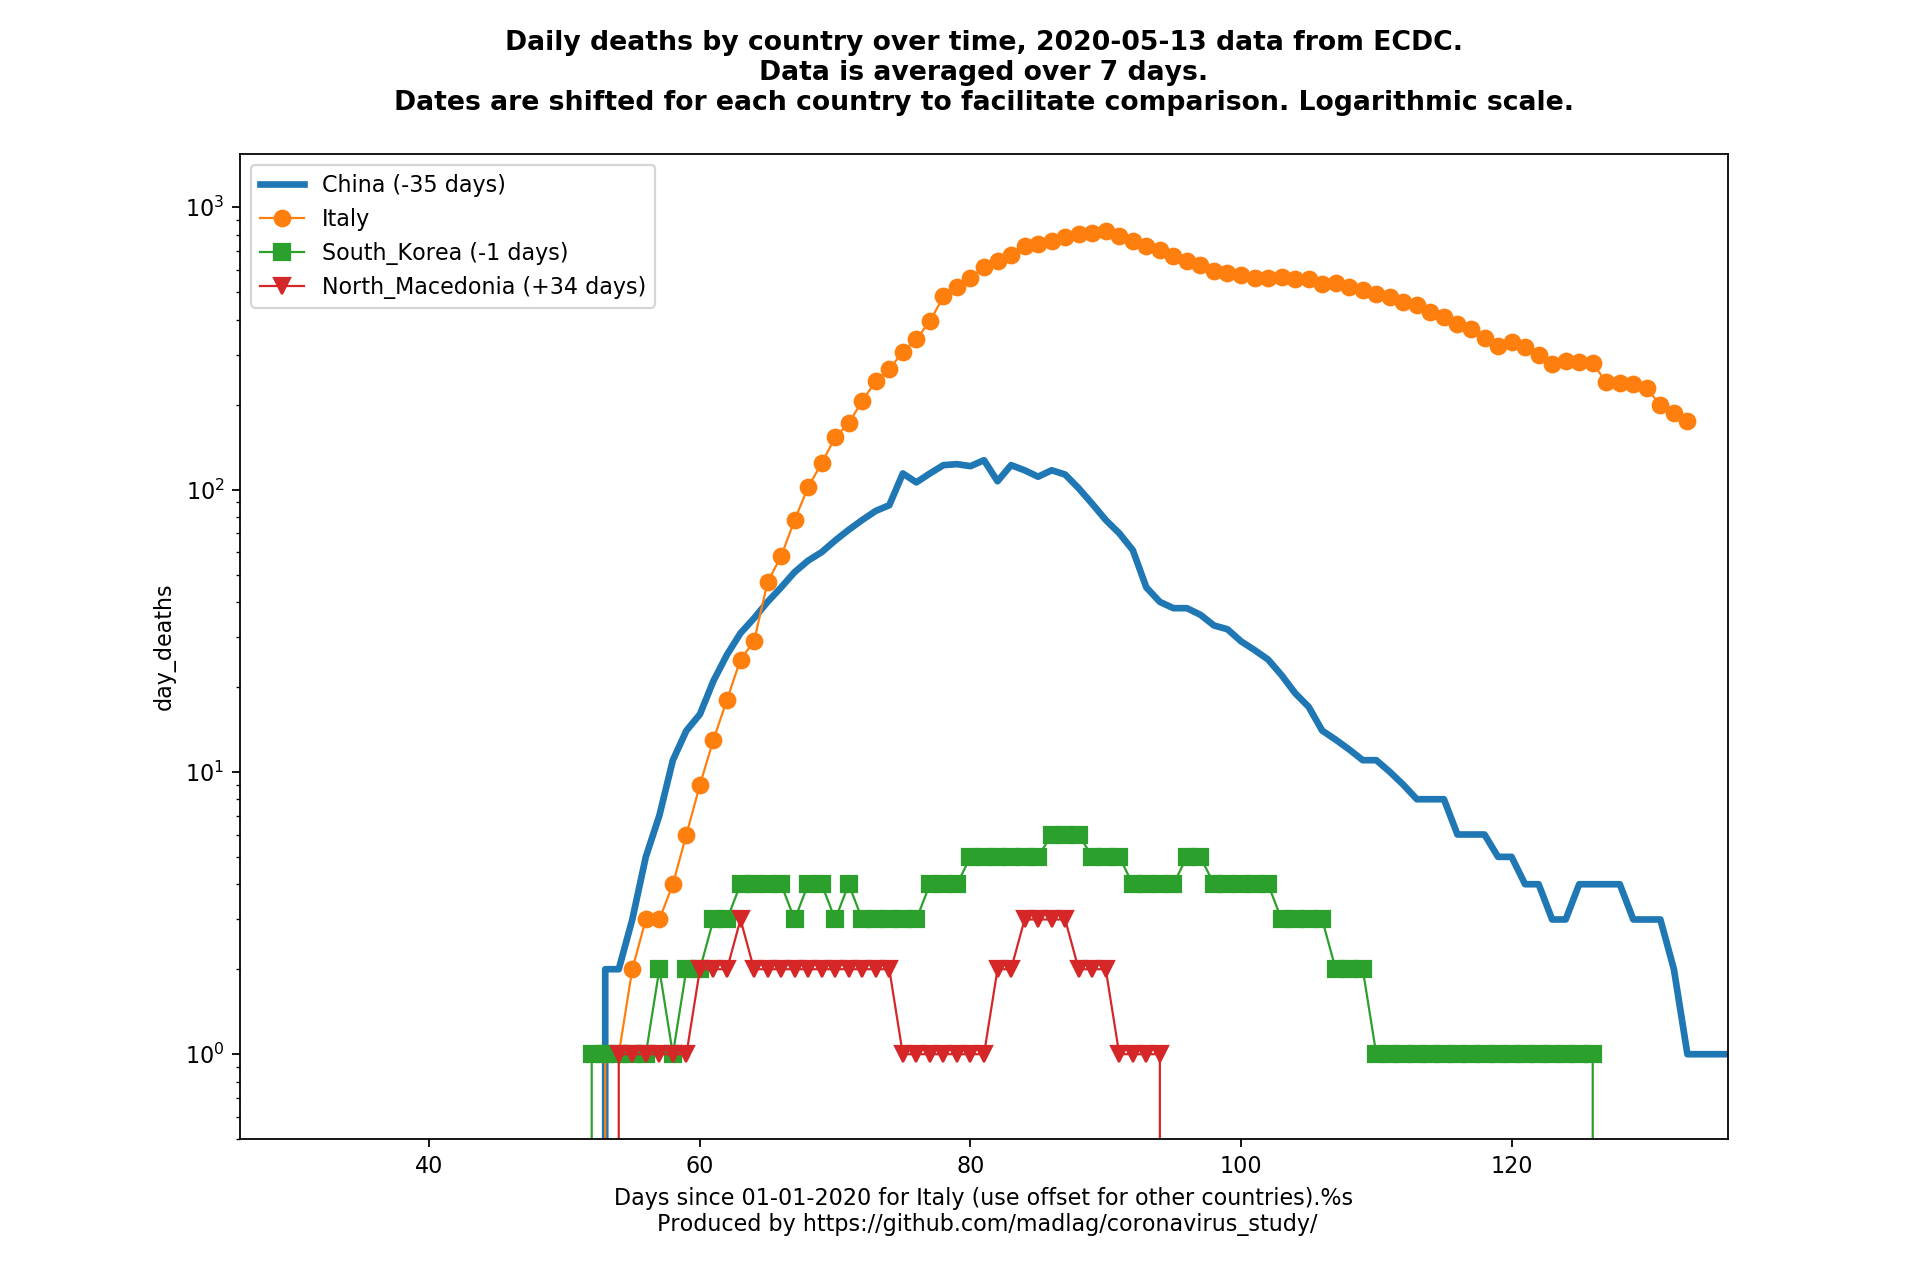 Daily deaths by country over time, 2020-05-13 data from ECDC.
Data is averaged over 7 days.
Dates are shifted for each country to facilitate comparison. Logarithmic scale.
China (-35 days)
Italy
South_Korea (-1 days)
North_Macedonia (+34 days)
day_deaths
10³
10²
10¹
10⁰
40 60 80 100 120
Days since 01-01-2020 for Italy (use offset for other countries).%s
Produced by https://github.com/madlag/coronavirus_study/